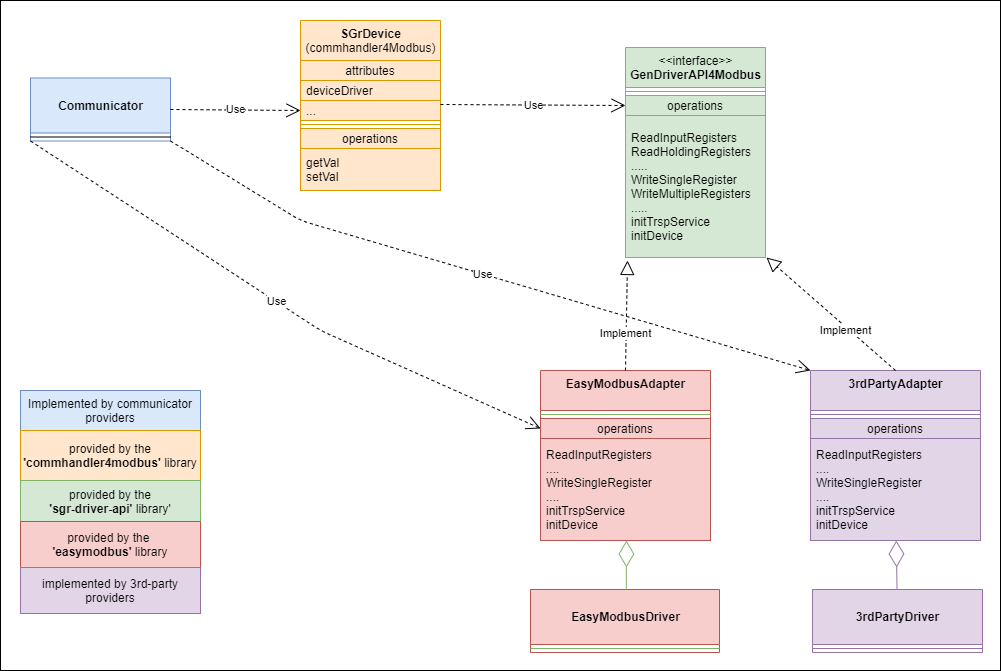 SGrDevice
(commhandler4Modbus)
attributes
deviceDriver
...
operations
getVal
setVal
<<interface>>
GenDriverAPI4Modbus
operations
ReadInputRegisters
ReadHoldingRegisters
.....
WriteSingleRegister
WriteMultipleRegisters
.....
initTrspService
initDevice
Communicator
Use
Use
Use
Use
Implement
Implement
EasyModbusAdapter
operations
ReadInputRegisters
....
WriteSingleRegister
....
initTrspService
initDevice
3rdPartyAdapter
operations
ReadInputRegisters
....
WriteSingleRegister
....
initTrspService
initDevice
Implemented by communicator
providers
provided by the
'commhandler4modbus' library
provided by the
'sgr-driver-api' library'
provided by the
'easymodbus' library
implemented by 3rd-party
providers
EasyModbusDriver
3rdPartyDriver